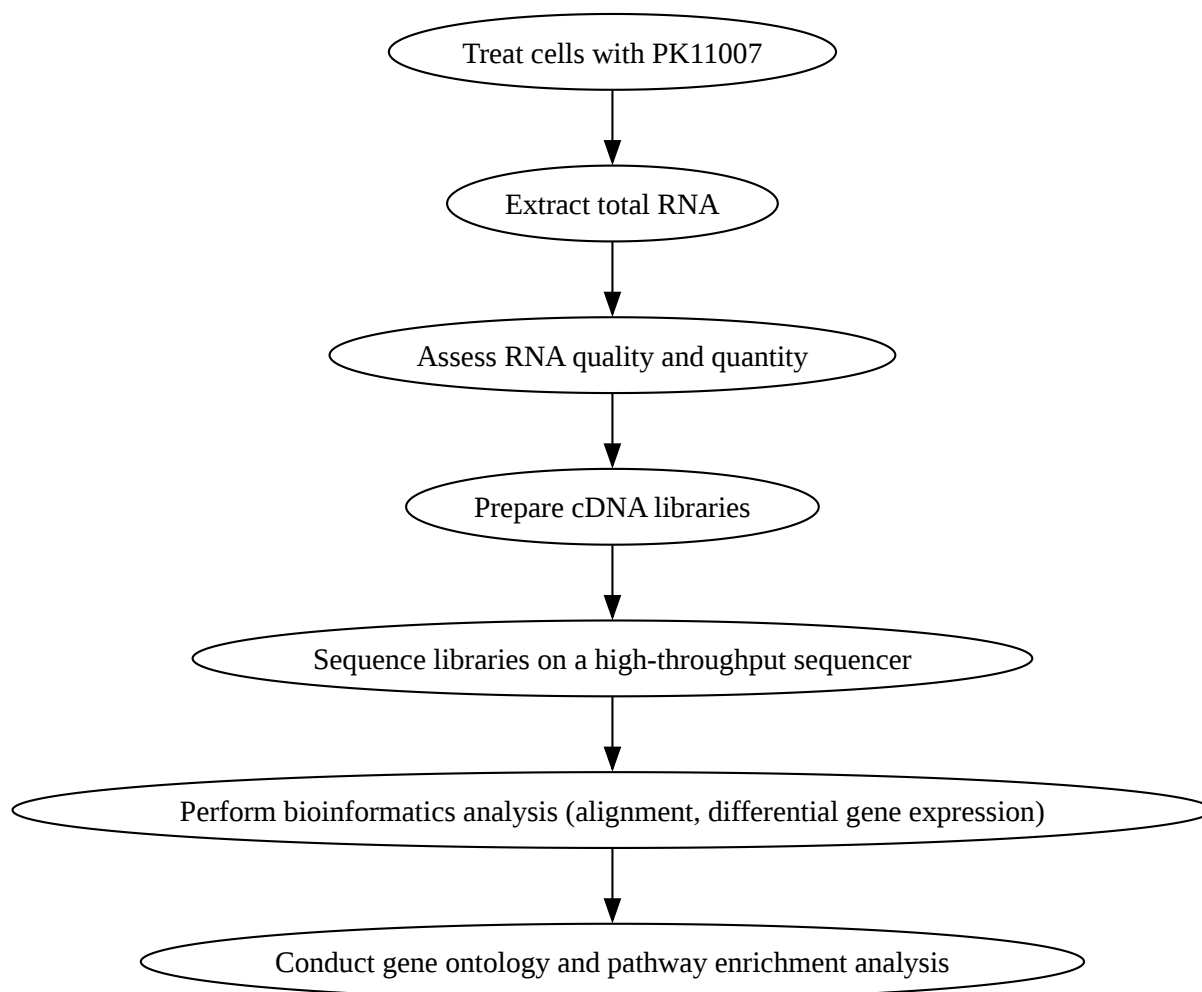 Treat cells with PK11007
Extract total RNA
Assess RNA quality and quantity
Prepare cDNA libraries
Sequence libraries on a high-throughput sequencer
Perform bioinformatics analysis (alignment, differential gene expression)
Conduct gene ontology and pathway enrichment analysis